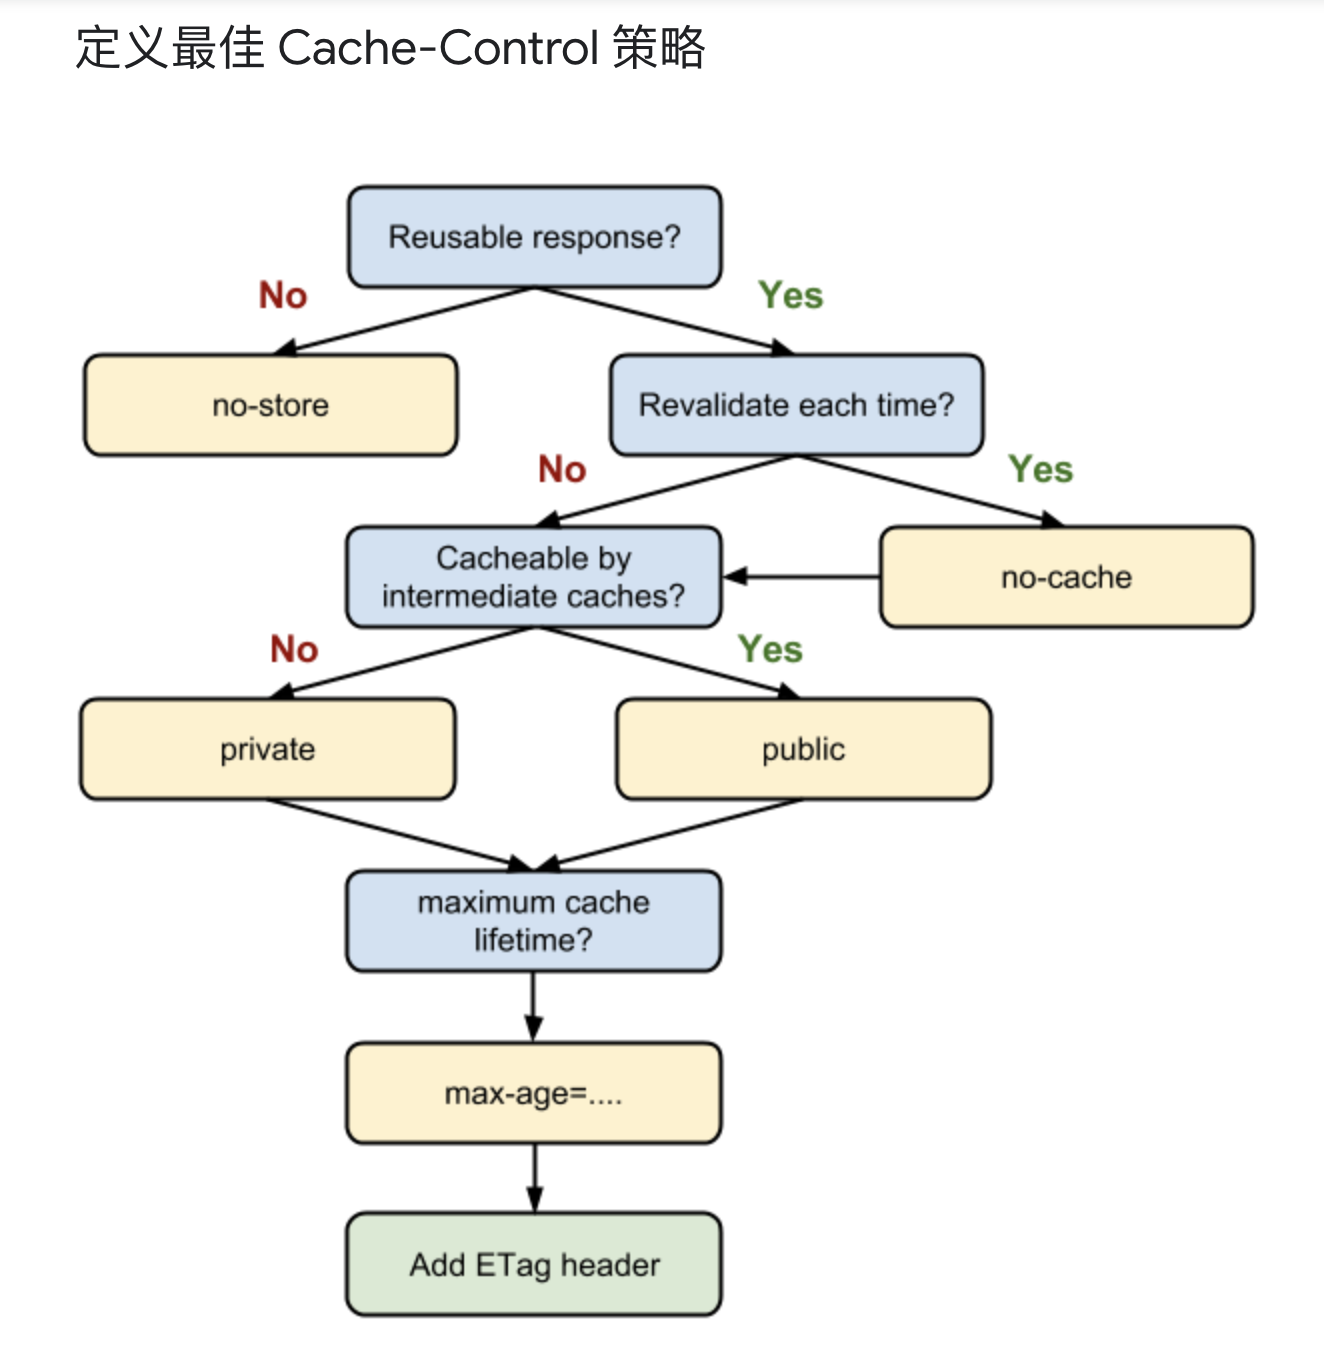 定义最佳 Cache-Control 策略
Reusable response?
No
Yes
no-store
Revalidate each time?
No
Yes
Cacheable by
intermediate caches?
no-cache
No
Yes
private
public
maximum cache
lifetime?
max-age=....
Add ETag header